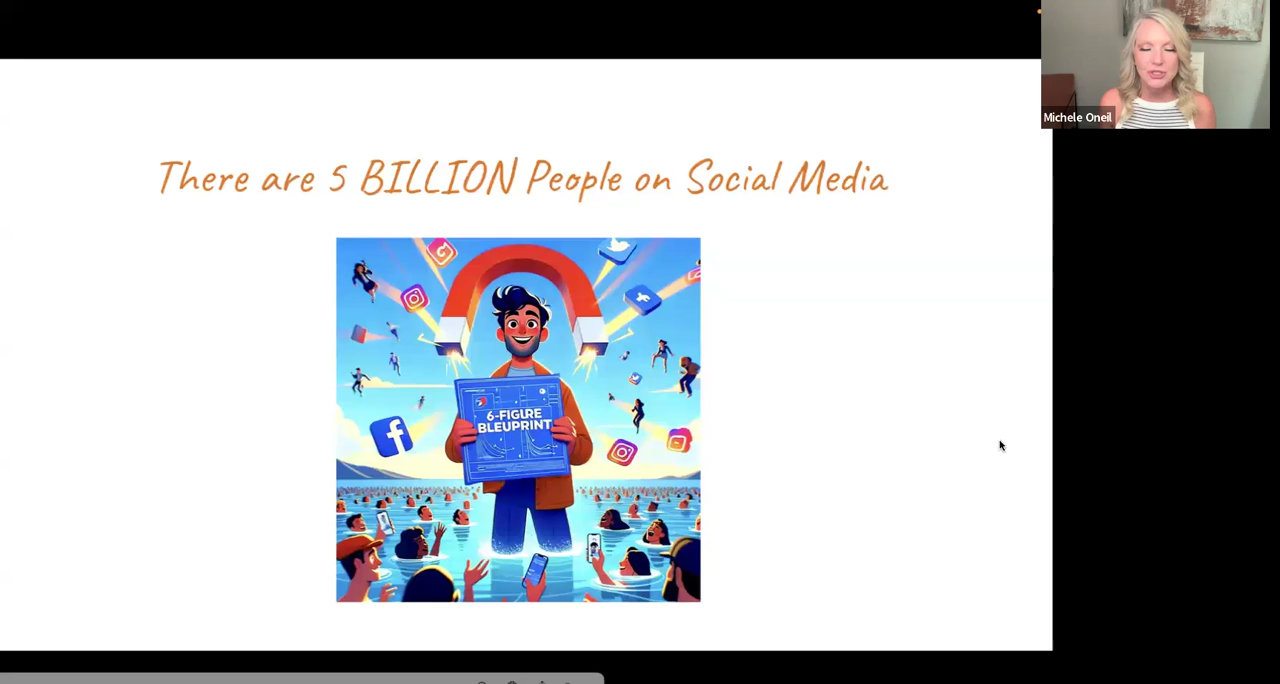 Michele Oneil
There are 5 BILLION People on Social Media
6-FIGURE
BLEUPRINT